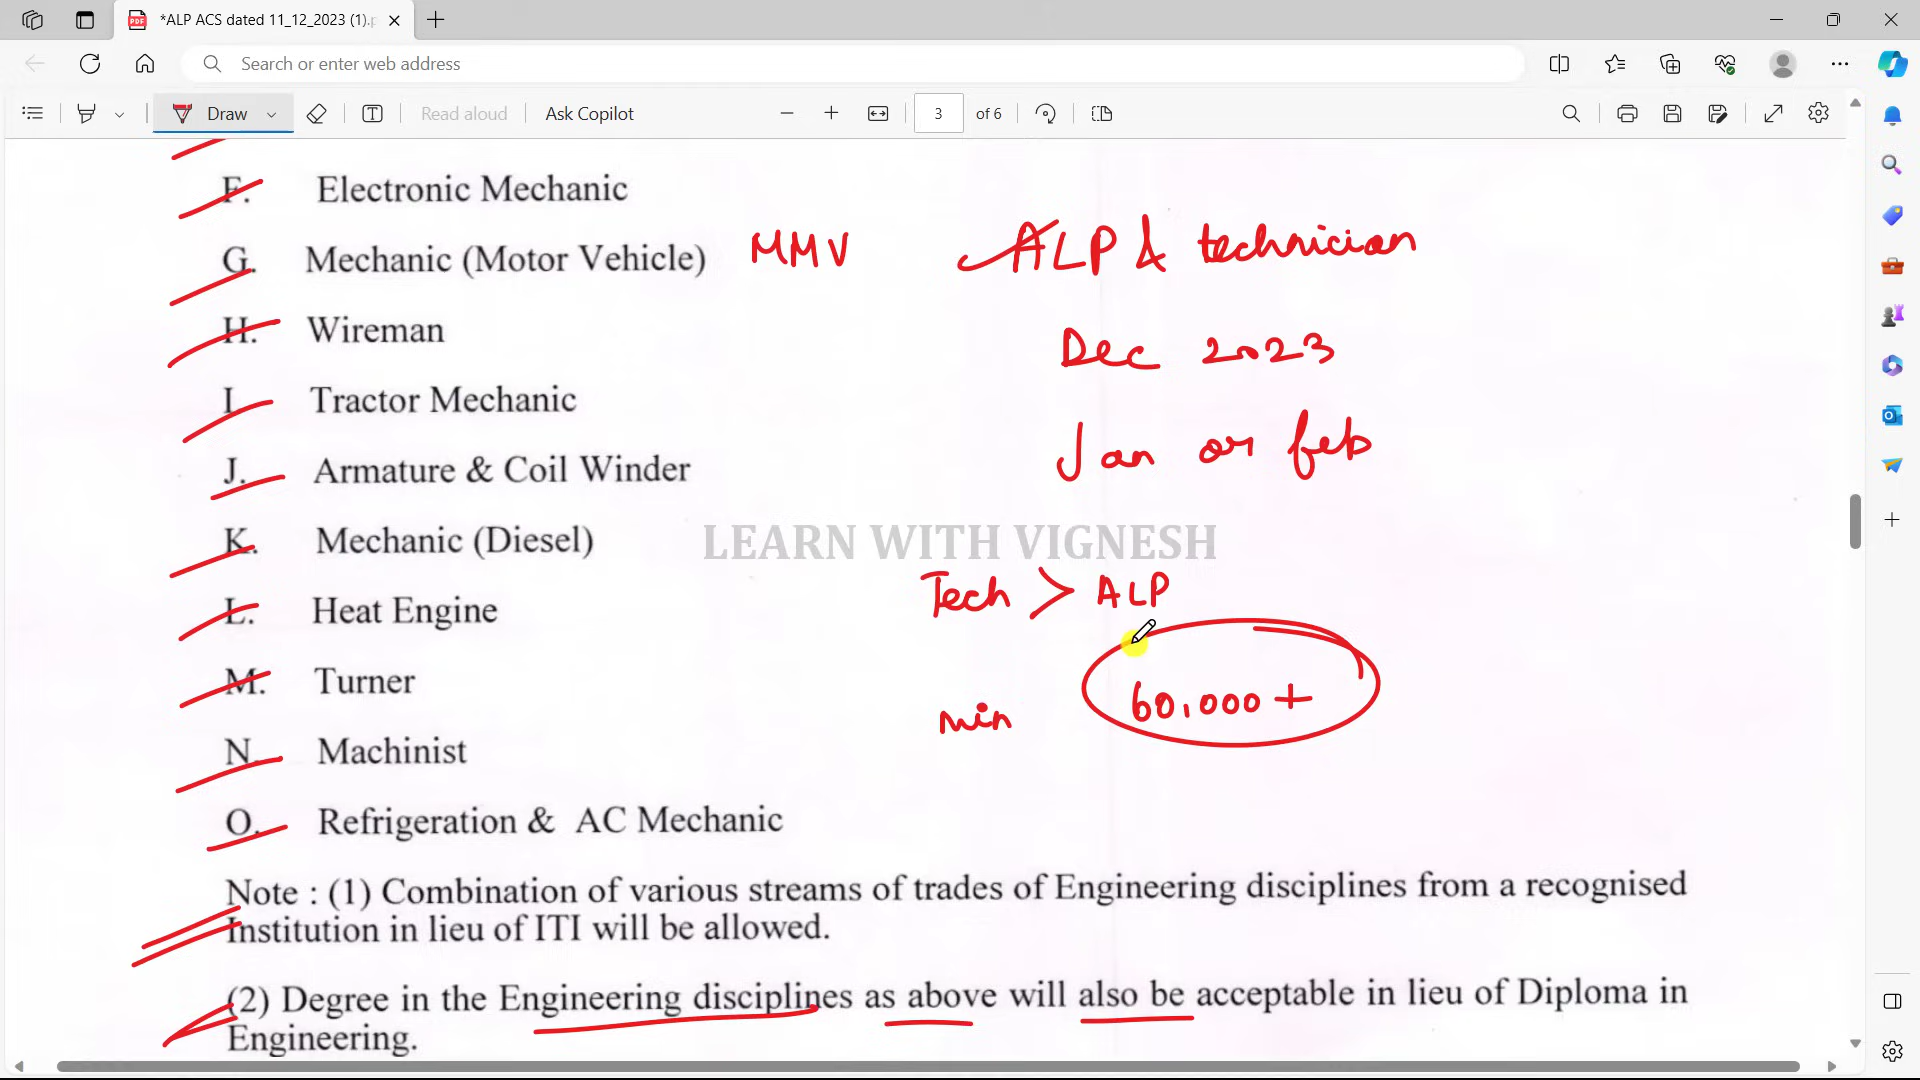 *ALP ACS dated 11_12_2023 (1).p
Search or enter web address
Draw
Read aloud
Ask Copilot
3 of 6
F. Electronic Mechanic
G. Mechanic (Motor Vehicle) MMV
ALP & technician
H. Wireman
Dec 2023
I. Tractor Mechanic
Jan or feb
J. Armature & Coil Winder
LEARN WITH VIGNESH
K. Mechanic (Diesel)
Tech > ALP
L. Heat Engine
M. Turner
min 60,000 +
N. Machinist
O. Refrigeration & AC Mechanic
Note : (1) Combination of various streams of trades of Engineering disciplines from a recognised
Institution in lieu of ITI will be allowed.
(2) Degree in the Engineering disciplines as above will also be acceptable in lieu of Diploma in
Engineering.